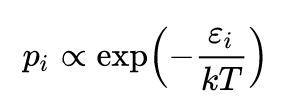 p_i ∝ exp(−ε_i/kT)